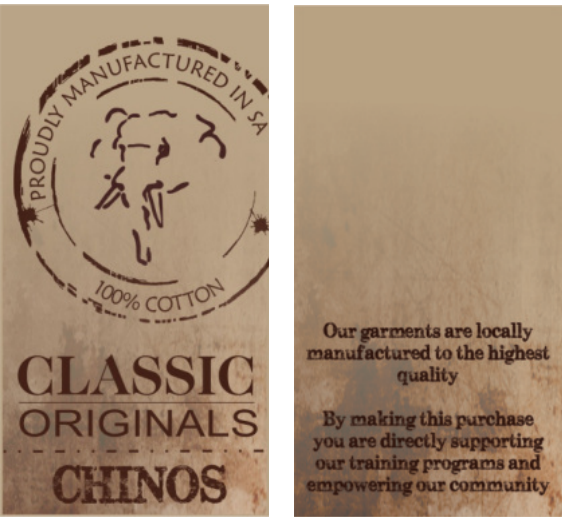 PROUDLY MANUFACTURED IN SA
100% COTTON
CLASSIC
ORIGINALS
CHINOS
Our garments are locally
manufactured to the highest
quality
By making this purchase
you are directly supporting
our training programs and
empowering our community